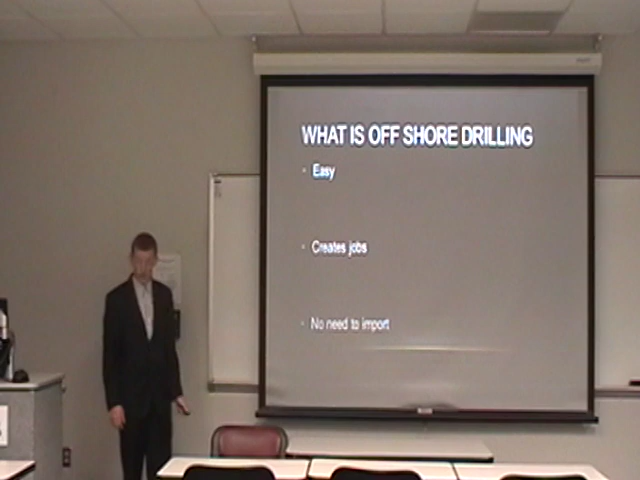 WHAT IS OFF SHORE DRILLING
Easy
Creates jobs
No need to import